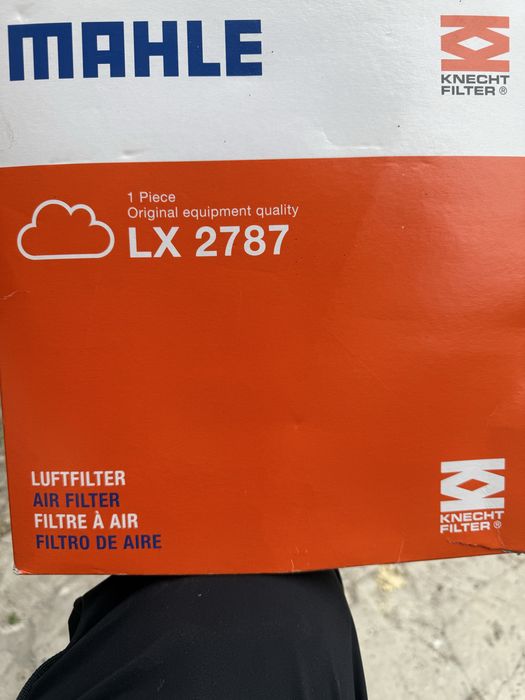 MAHLE
KNECHT
FILTER ®
1 Piece
Original equipment quality
LX 2787
LUFTFILTER
AIR FILTER
FILTRE À AIR
FILTRO DE AIRE
KNECHT
FILTER ®